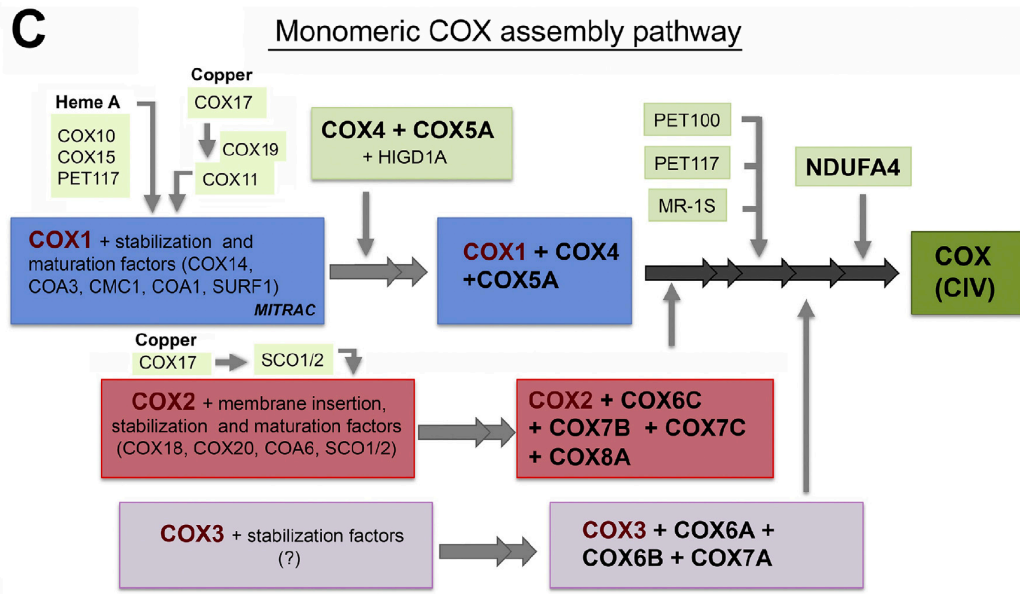 C
Monomeric COX assembly pathway
Heme A
COX10
COX15
PET117
Copper
COX17
COX19
COX11
COX4 + COX5A
+ HIGD1A
PET100
PET117
MR-1S
NDUFA4
COX1 + stabilization and
maturation factors (COX14,
COA3, CMC1, COA1, SURF1)
MITRAC
COX1 + COX4
+COX5A
COX
(CIV)
Copper
COX17
SCO1/2
COX2 + membrane insertion,
stabilization and maturation factors
(COX18, COX20, COA6, SCO1/2)
COX2 + COX6C
+ COX7B + COX7C
+ COX8A
COX3 + stabilization factors
(?)
COX3 + COX6A +
COX6B + COX7A